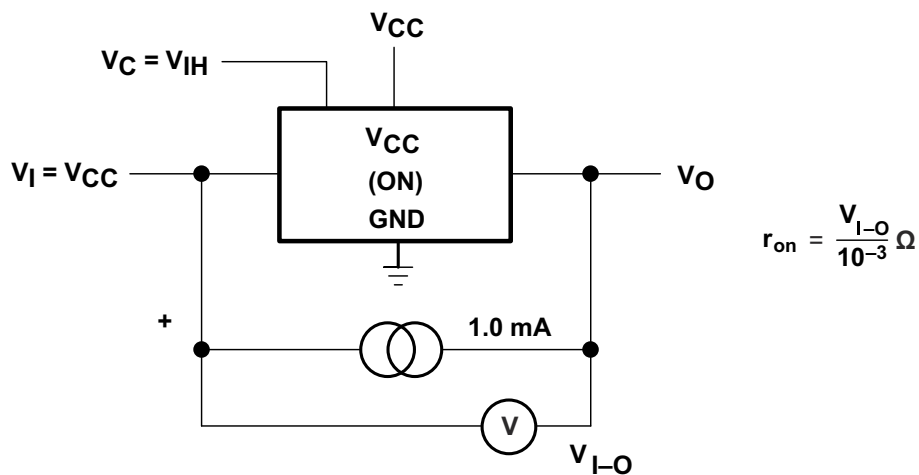 VCC
VC = VIH
VI = VCC
VCC
(ON)
GND
VO
ron = VI–O / 10–3 Ω
+
1.0 mA
V
VI–O